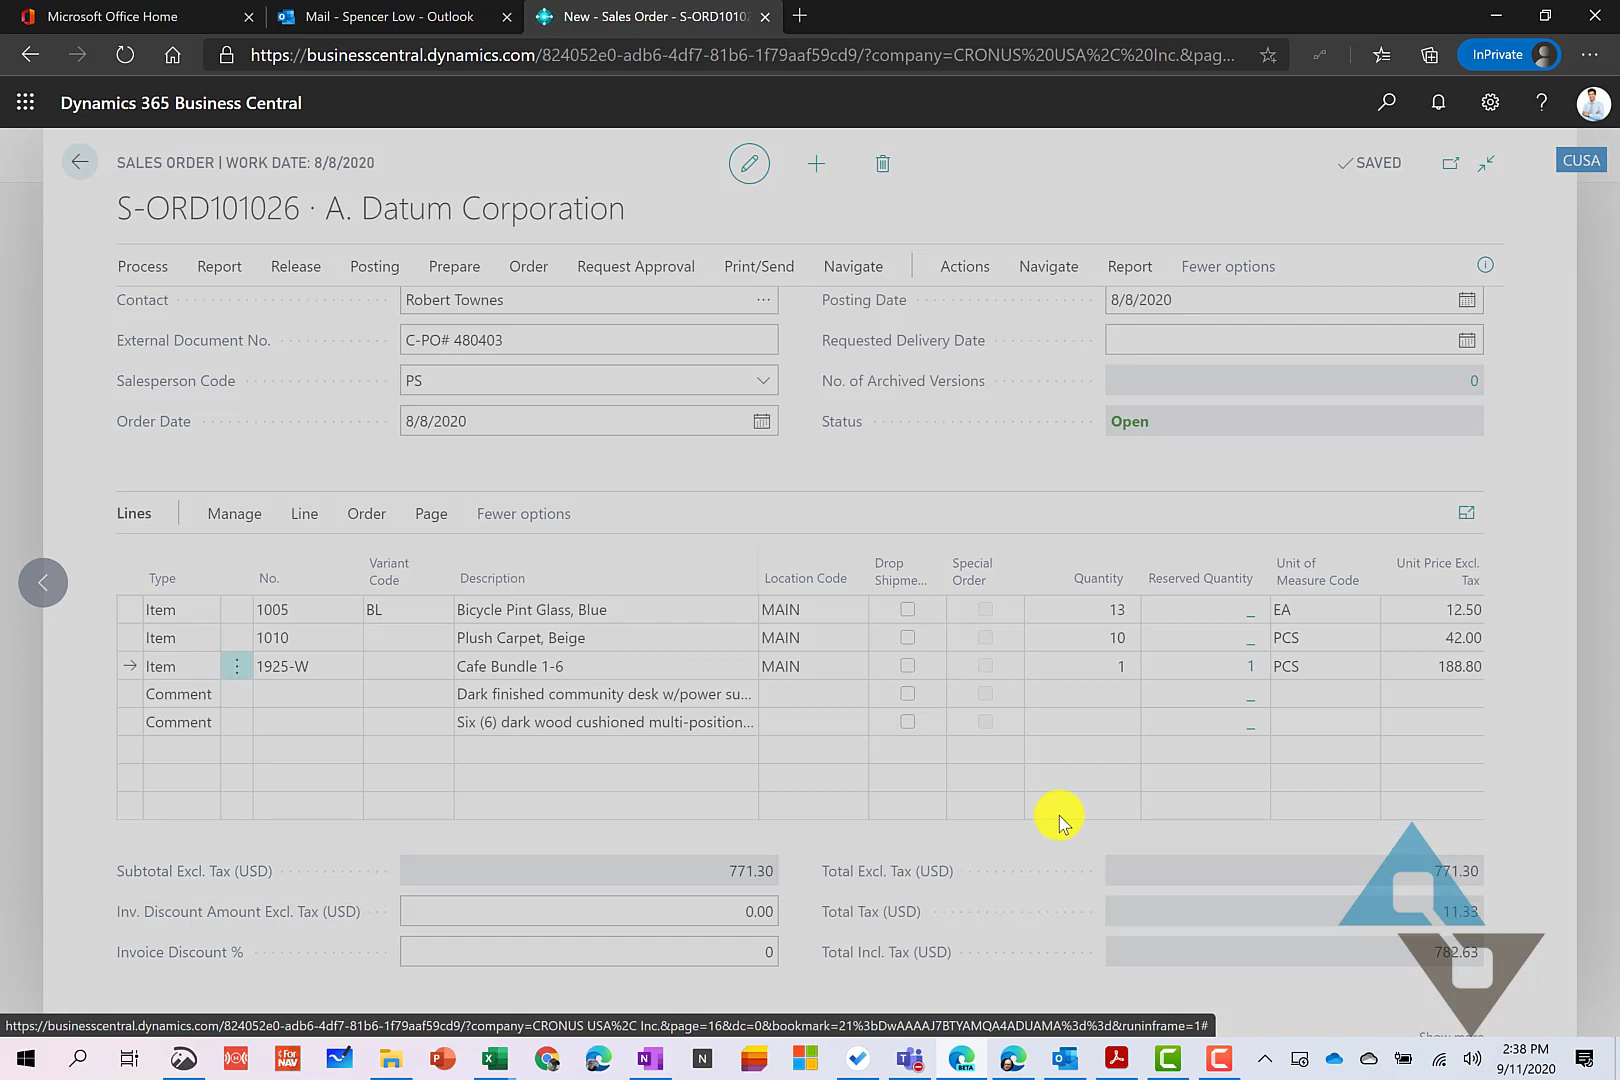 Microsoft Office Home
Mail - Spencer Low - Outlook
New - Sales Order - S-ORD10102
https://businesscentral.dynamics.com/824052e0-adb6-4df7-81b6-1f79aaf59cd9/?company=CRONUS%20USA%2C%20Inc.&pag...
InPrivate
Dynamics 365 Business Central
SALES ORDER | WORK DATE: 8/8/2020
SAVED
CUSA
S-ORD101026 · A. Datum Corporation
Process Report Release Posting Prepare Order Request Approval Print/Send Navigate Actions Navigate Report Fewer options
Contact Robert Townes Posting Date 8/8/2020
External Document No. C-PO# 480403 Requested Delivery Date
Salesperson Code PS No. of Archived Versions 0
Order Date 8/8/2020 Status Open
Lines Manage Line Order Page Fewer options
Type No. Variant Code Description Location Code Drop Shipme... Special Order Quantity Reserved Quantity Unit of Measure Code Unit Price Excl. Tax
Item 1005 BL Bicycle Pint Glass, Blue MAIN 13 _ EA 12.50
Item 1010 Plush Carpet, Beige MAIN 10 _ PCS 42.00
Item 1925-W Cafe Bundle 1-6 MAIN 1 1 PCS 188.80
Comment Dark finished community desk w/power su... _
Comment Six (6) dark wood cushioned multi-position... _
Subtotal Excl. Tax (USD) 771.30 Total Excl. Tax (USD) 771.30
Inv. Discount Amount Excl. Tax (USD) 0.00 Total Tax (USD) 11.33
Invoice Discount % 0 Total Incl. Tax (USD) 782.63
https://businesscentral.dynamics.com/824052e0-adb6-4df7-81b6-1f79aaf59cd9/?company=CRONUS USA%2C Inc.&page=16&dc=0&bookmark=21%3bDwAAAAJ7BTYAMQA4ADUAMA%3d%3d&runinframe=1#
Show more
For NAV
BETA
2:38 PM
9/11/2020